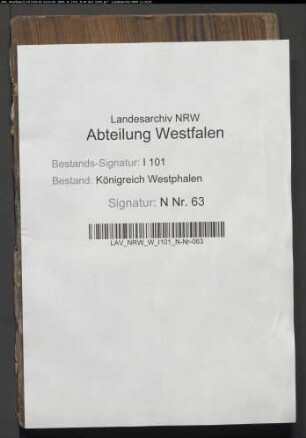 Landesarchiv NRW
Abteilung Westfalen
Bestands-Signatur: I 101
Bestand: Königreich Westphalen
Signatur: N Nr. 63
LAV_NRW_W_I101_N-Nr-063